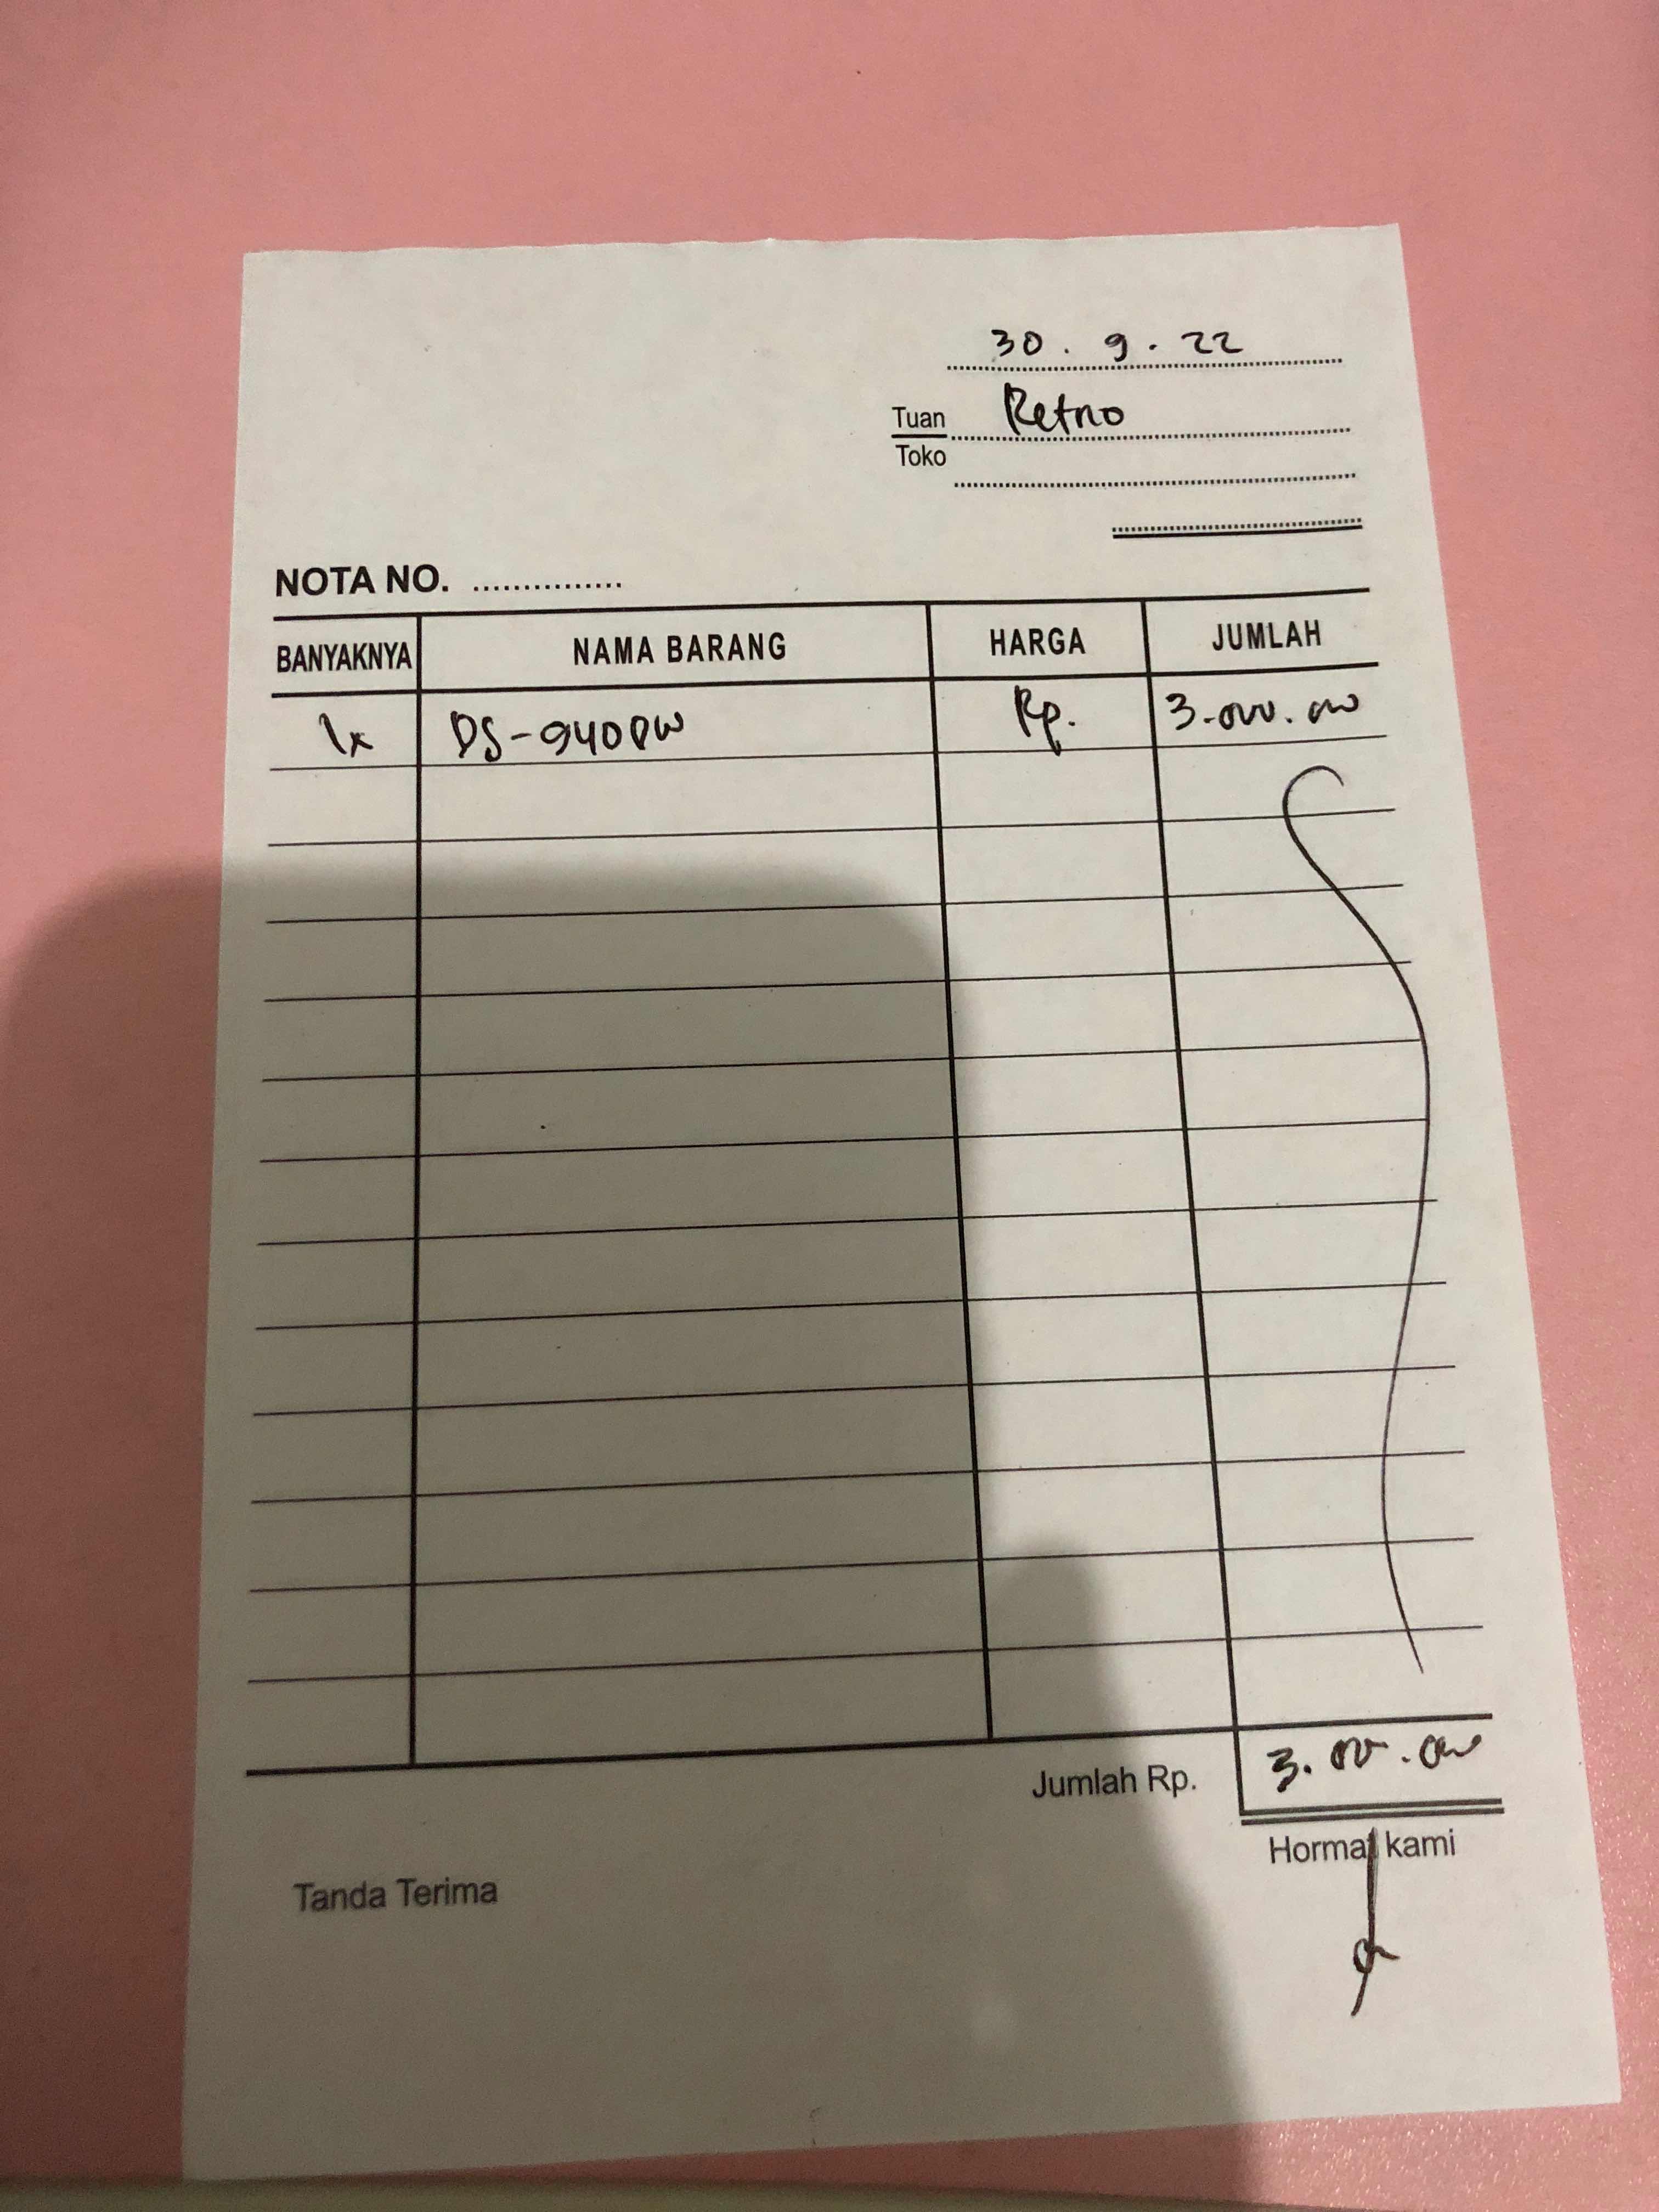 30 . 9 . 22
Tuan Retno
Toko
NOTA NO. ...............
BANYAKNYA NAMA BARANG HARGA JUMLAH
1x DS-940DW Rp. 3.000.000
Jumlah Rp. 3.000.000
Hormat kami
Tanda Terima